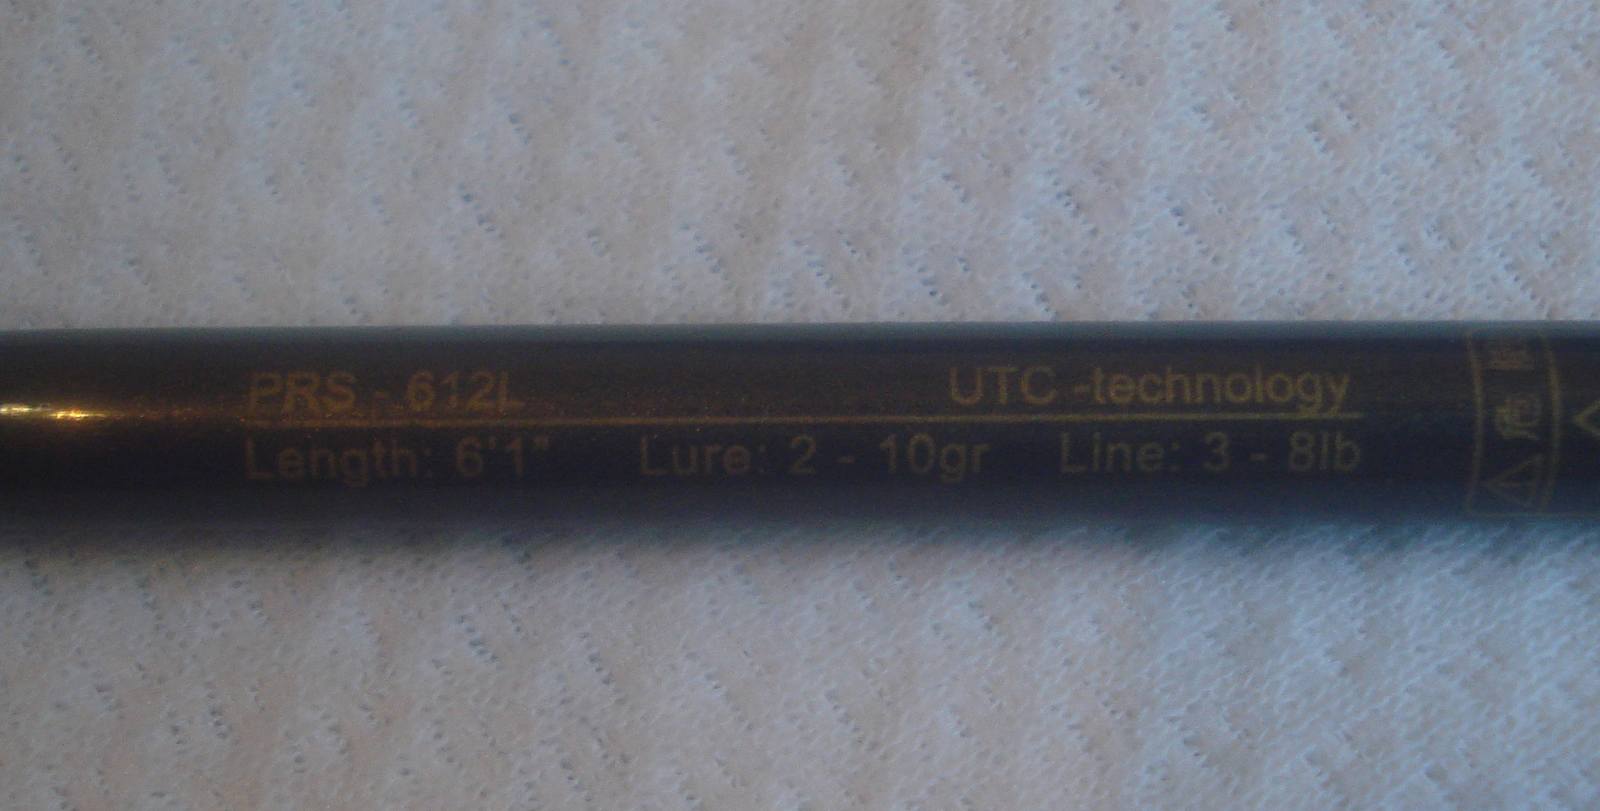 PRS - 612L UTC -technology
Length: 6'1" Lure: 2 - 10gr Line: 3 - 8lb